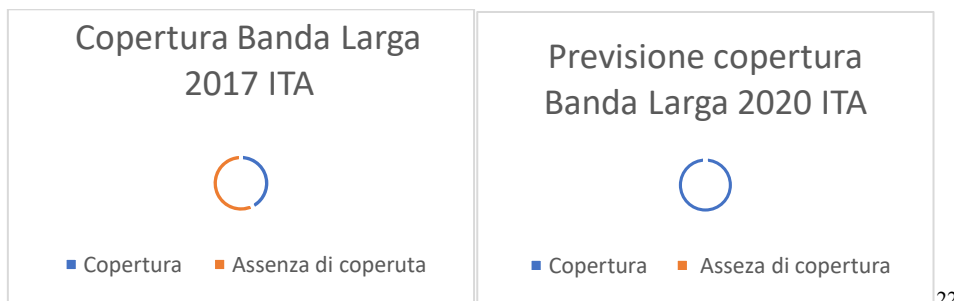 Copertura Banda Larga
2017 ITA
Copertura Assenza di coperuta
Previsione copertura
Banda Larga 2020 ITA
Copertura Asseza di copertura